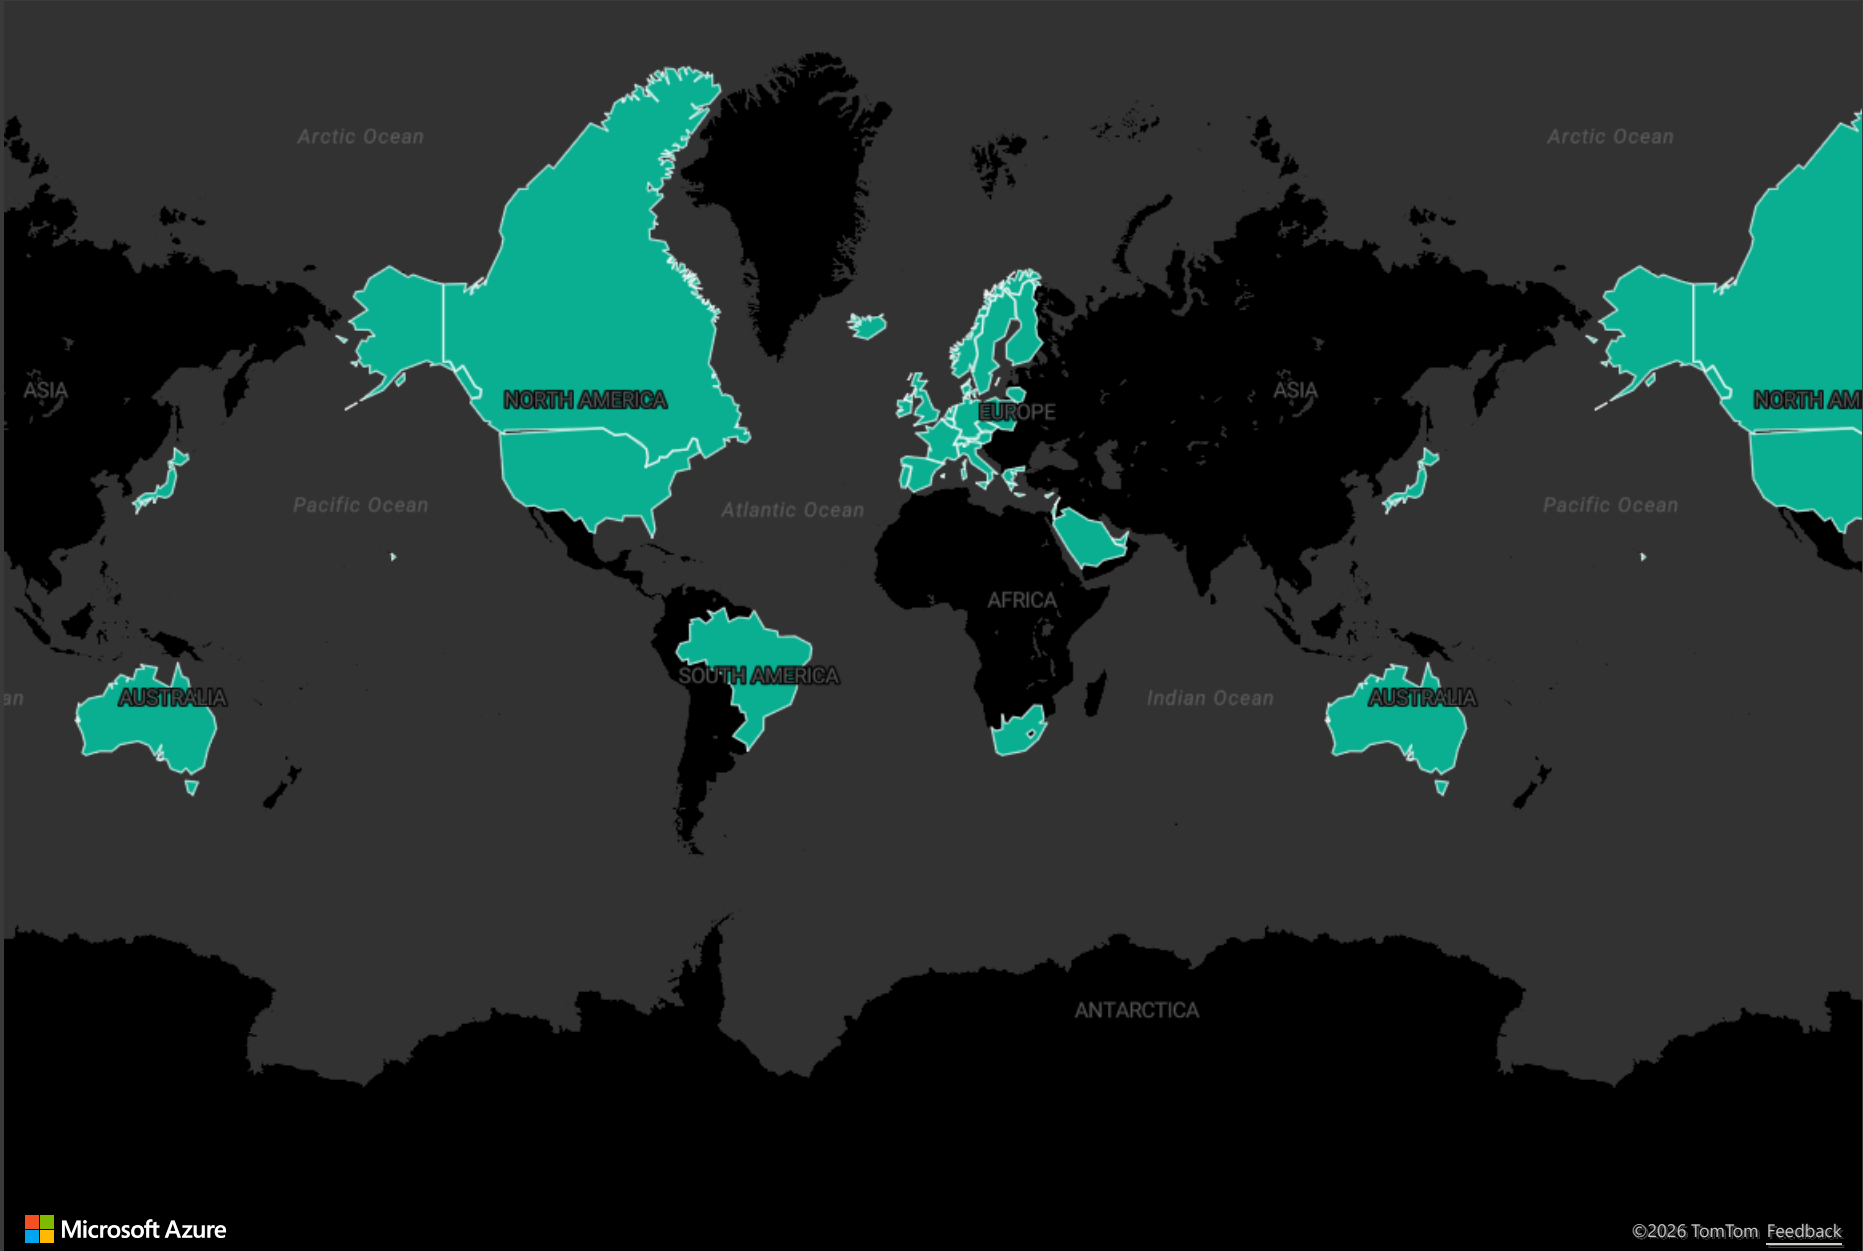 Arctic Ocean
Arctic Ocean
ASIA
ASIA
NORTH AMERICA
NORTH AM
EUROPE
Pacific Ocean
Atlantic Ocean
Pacific Ocean
AFRICA
SOUTH AMERICA
an
AUSTRALIA
Indian Ocean
AUSTRALIA
ANTARCTICA
Microsoft Azure
©2026 TomTom Feedback